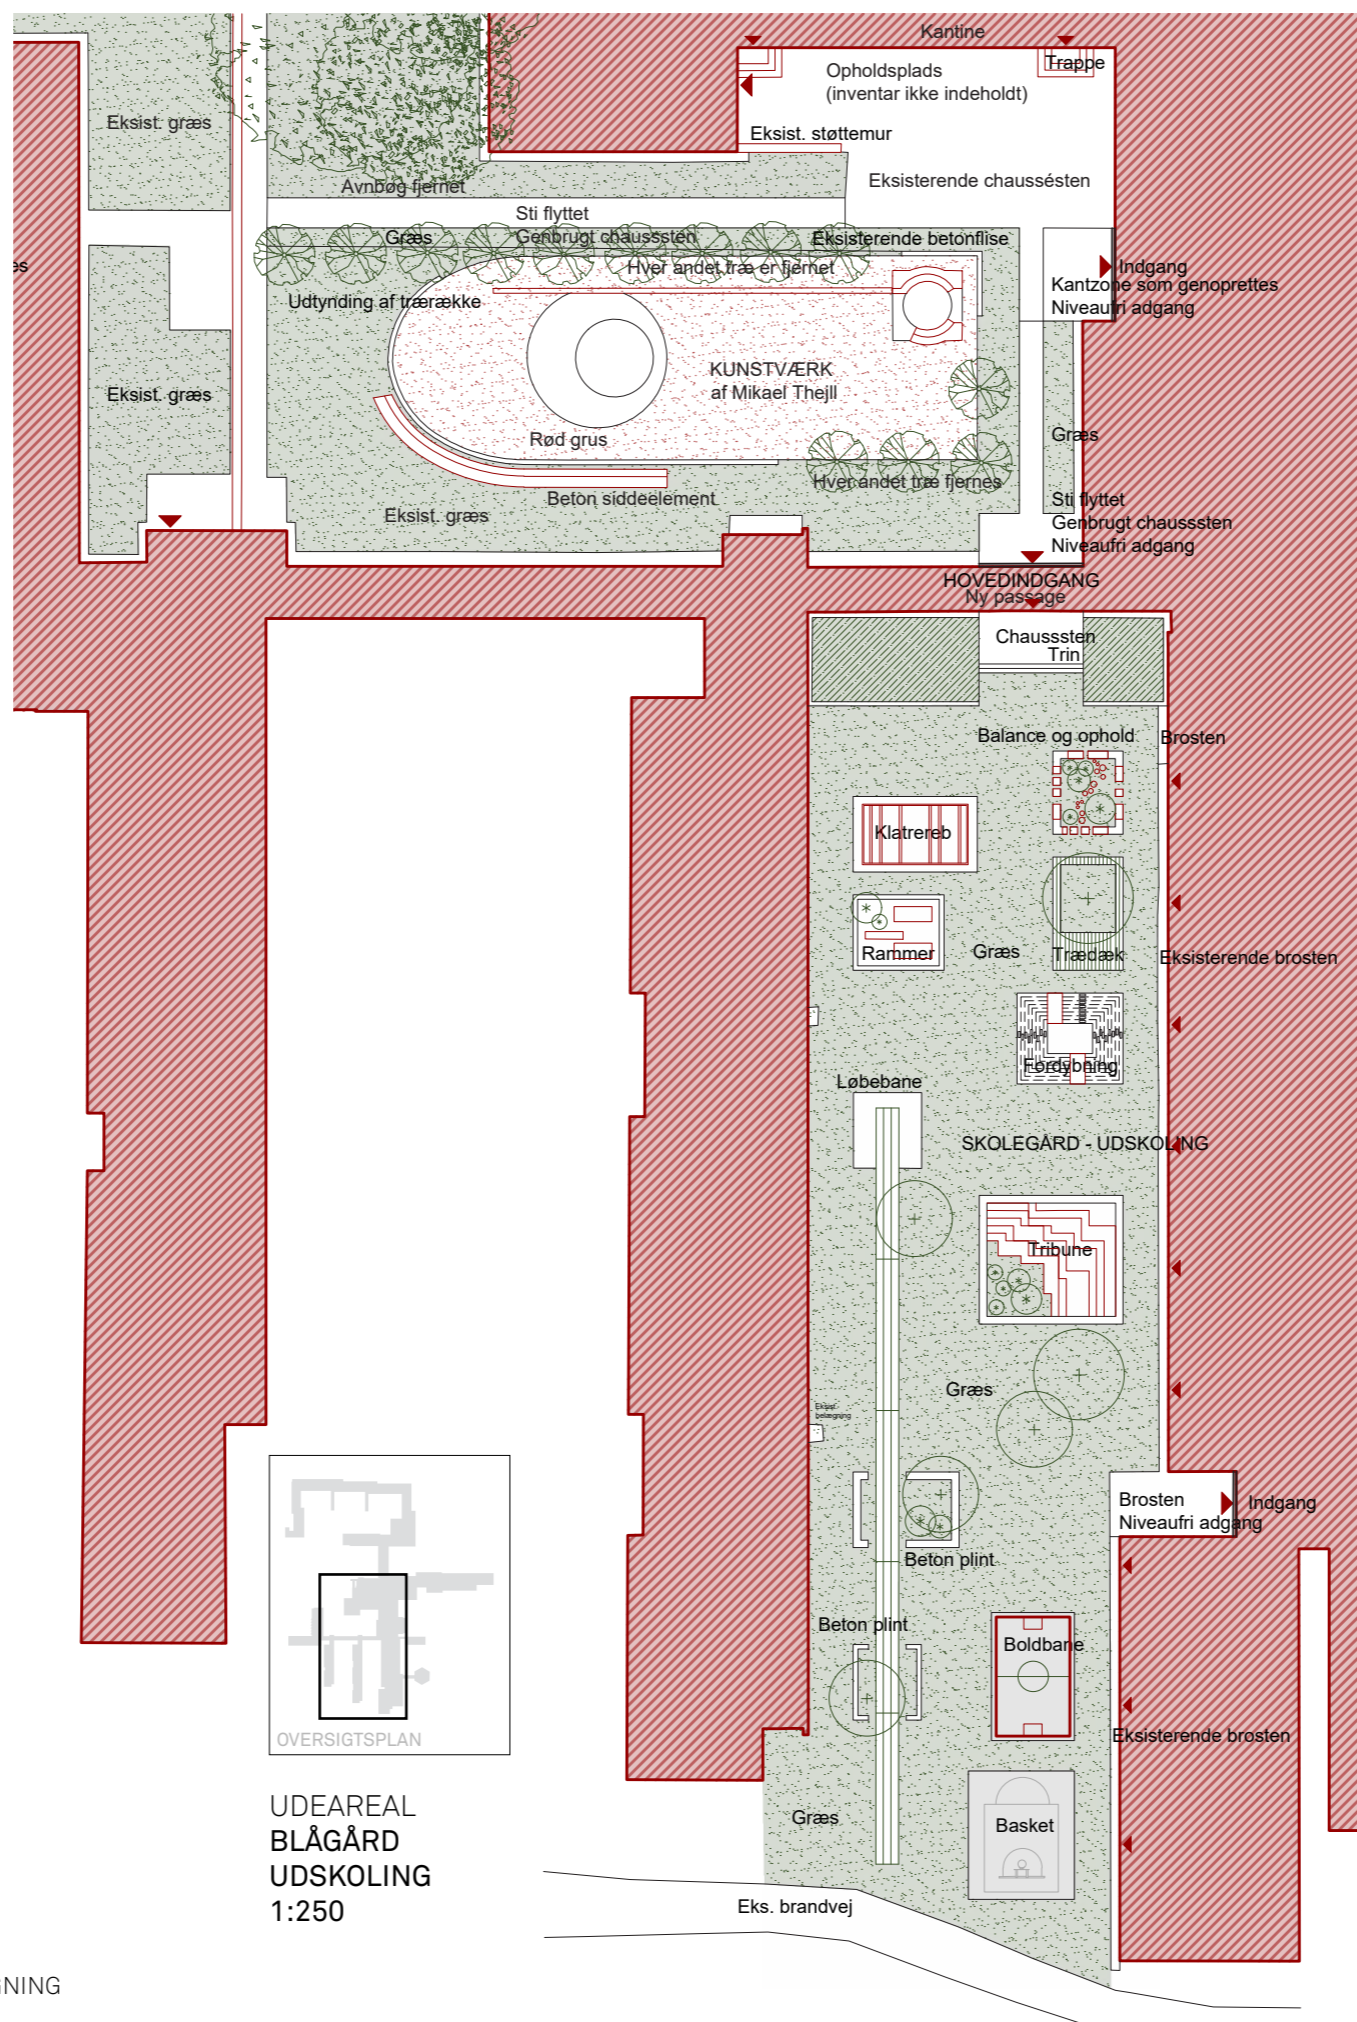 Kantine
Trappe
Opholdsplads
(inventar ikke indeholdt)
Eksist. græs
Eksist. støttemur
Avnbøg fjernet
Eksisterende chaussésten
Sti flyttet
Græs
Genbrugt chausssten
Eksisterende betonflise
es
Hver andet træ er fjernet
Indgang
Kantzone som genoprettes
Niveaufri adgang
Udtynding af trærække
KUNSTVÆRK
af Mikael Thejll
Eksist. græs
Rød grus
Græs
Hver andet træ fjernes
Beton siddeelement
Eksist. græs
Sti flyttet
Genbrugt chausssten
Niveaufri adgang
HOVEDINDGANG
Ny passage
Chausssten
Trin
Balance og ophold
Brosten
Klatrereb
Rammer
Græs
Trædæk
Eksisterende brosten
Fordybning
Løbebane
SKOLEGÅRD - UDSKOLING
Tribune
Græs
Eksist.
belægning
Brosten
Niveaufri adgang
Indgang
Beton plint
Beton plint
Boldbane
Eksisterende brosten
OVERSIGTSPLAN
UDEAREAL
BLÅGÅRD
UDSKOLING
1:250
Græs
Basket
Eks. brandvej
NING